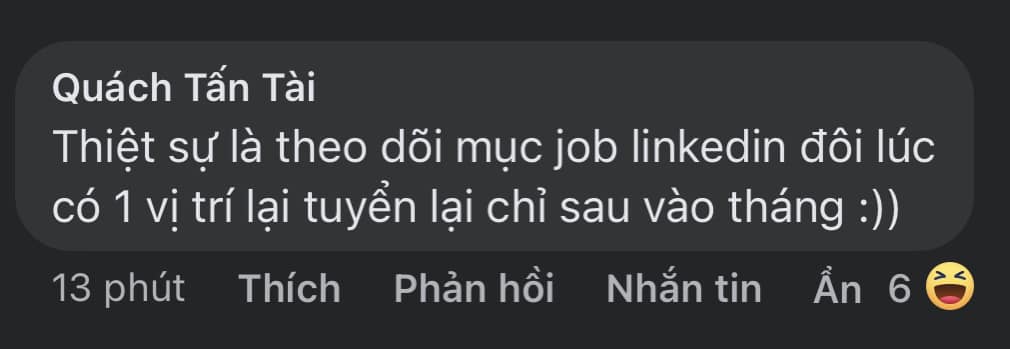 Quách Tấn Tài
Thiệt sự là theo dõi mục job linkedin đôi lúc
có 1 vị trí lại tuyển lại chỉ sau vào tháng :))
13 phút Thích Phản hồi Nhắn tin Ẩn 6